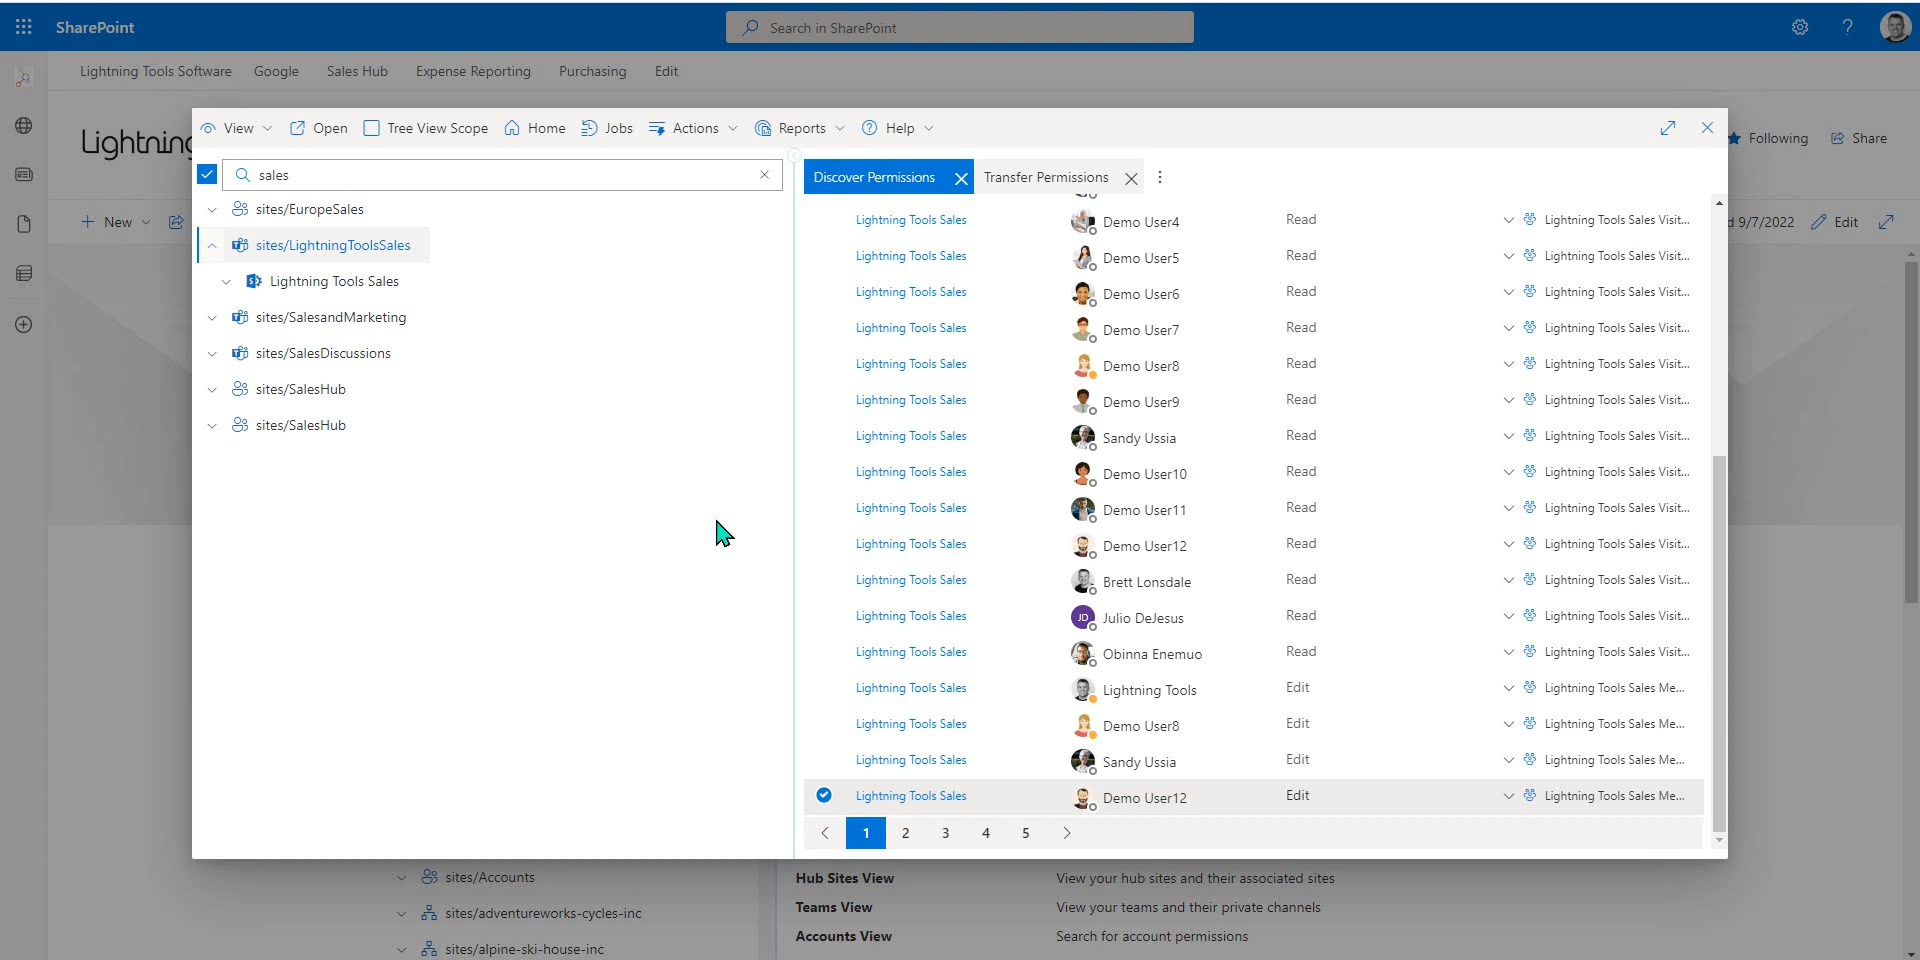 SharePoint
Search in SharePoint
?
Lightning Tools Software Google Sales Hub Expense Reporting Purchasing Edit
Lightning
Following Share
View Open Tree View Scope Home Jobs Actions Reports Help
sales
Discover Permissions Transfer Permissions
New
9/7/2022 Edit
sites/EuropeSales
sites/LightningToolsSales
Lightning Tools Sales
sites/SalesandMarketing
sites/SalesDiscussions
sites/SalesHub
sites/SalesHub
Lightning Tools Sales Demo User4 Read Lightning Tools Sales Visit...
Lightning Tools Sales Demo User5 Read Lightning Tools Sales Visit...
Lightning Tools Sales Demo User6 Read Lightning Tools Sales Visit...
Lightning Tools Sales Demo User7 Read Lightning Tools Sales Visit...
Lightning Tools Sales Demo User8 Read Lightning Tools Sales Visit...
Lightning Tools Sales Demo User9 Read Lightning Tools Sales Visit...
Lightning Tools Sales Sandy Ussia Read Lightning Tools Sales Visit...
Lightning Tools Sales Demo User10 Read Lightning Tools Sales Visit...
Lightning Tools Sales Demo User11 Read Lightning Tools Sales Visit...
Lightning Tools Sales Demo User12 Read Lightning Tools Sales Visit...
Lightning Tools Sales Brett Lonsdale Read Lightning Tools Sales Visit...
Lightning Tools Sales JD Julio DeJesus Read Lightning Tools Sales Visit...
Lightning Tools Sales Obinna Enemuo Read Lightning Tools Sales Visit...
Lightning Tools Sales Lightning Tools Edit Lightning Tools Sales Me...
Lightning Tools Sales Demo User8 Edit Lightning Tools Sales Me...
Lightning Tools Sales Sandy Ussia Edit Lightning Tools Sales Me...
Lightning Tools Sales Demo User12 Edit Lightning Tools Sales Me...
1 2 3 4 5
sites/Accounts
sites/adventureworks-cycles-inc
sites/alpine-ski-house-inc
Hub Sites View View your hub sites and their associated sites
Teams View View your teams and their private channels
Accounts View Search for account permissions